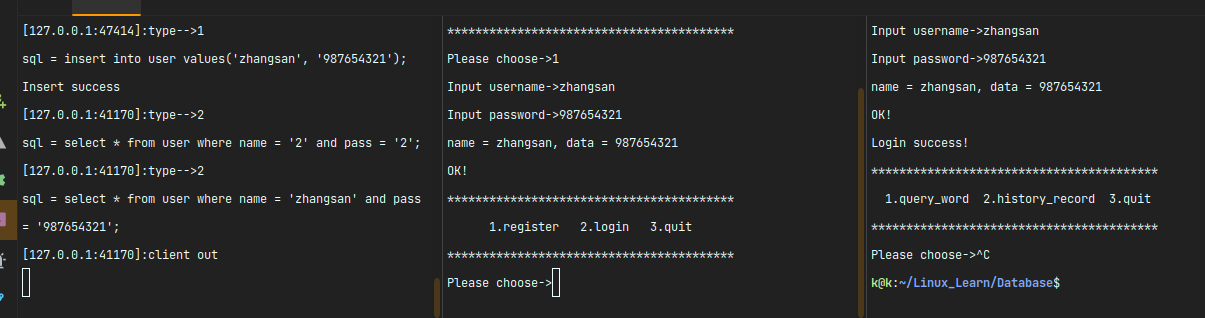 [127.0.0.1:47414]:type-->1
sql = insert into user values('zhangsan', '987654321');
Insert success
[127.0.0.1:41170]:type-->2
sql = select * from user where name = '2' and pass = '2';
[127.0.0.1:41170]:type-->2
sql = select * from user where name = 'zhangsan' and pass
= '987654321';
[127.0.0.1:41170]:client out
*****************************************
Please choose->1
Input username->zhangsan
Input password->987654321
name = zhangsan, data = 987654321
OK!
*****************************************
1.register   2.login   3.quit
*****************************************
Please choose->
Input username->zhangsan
Input password->987654321
name = zhangsan, data = 987654321
OK!
Login success!
*****************************************
1.query_word  2.history_record  3.quit
*****************************************
Please choose->^C
k@k:~/Linux_Learn/Database$